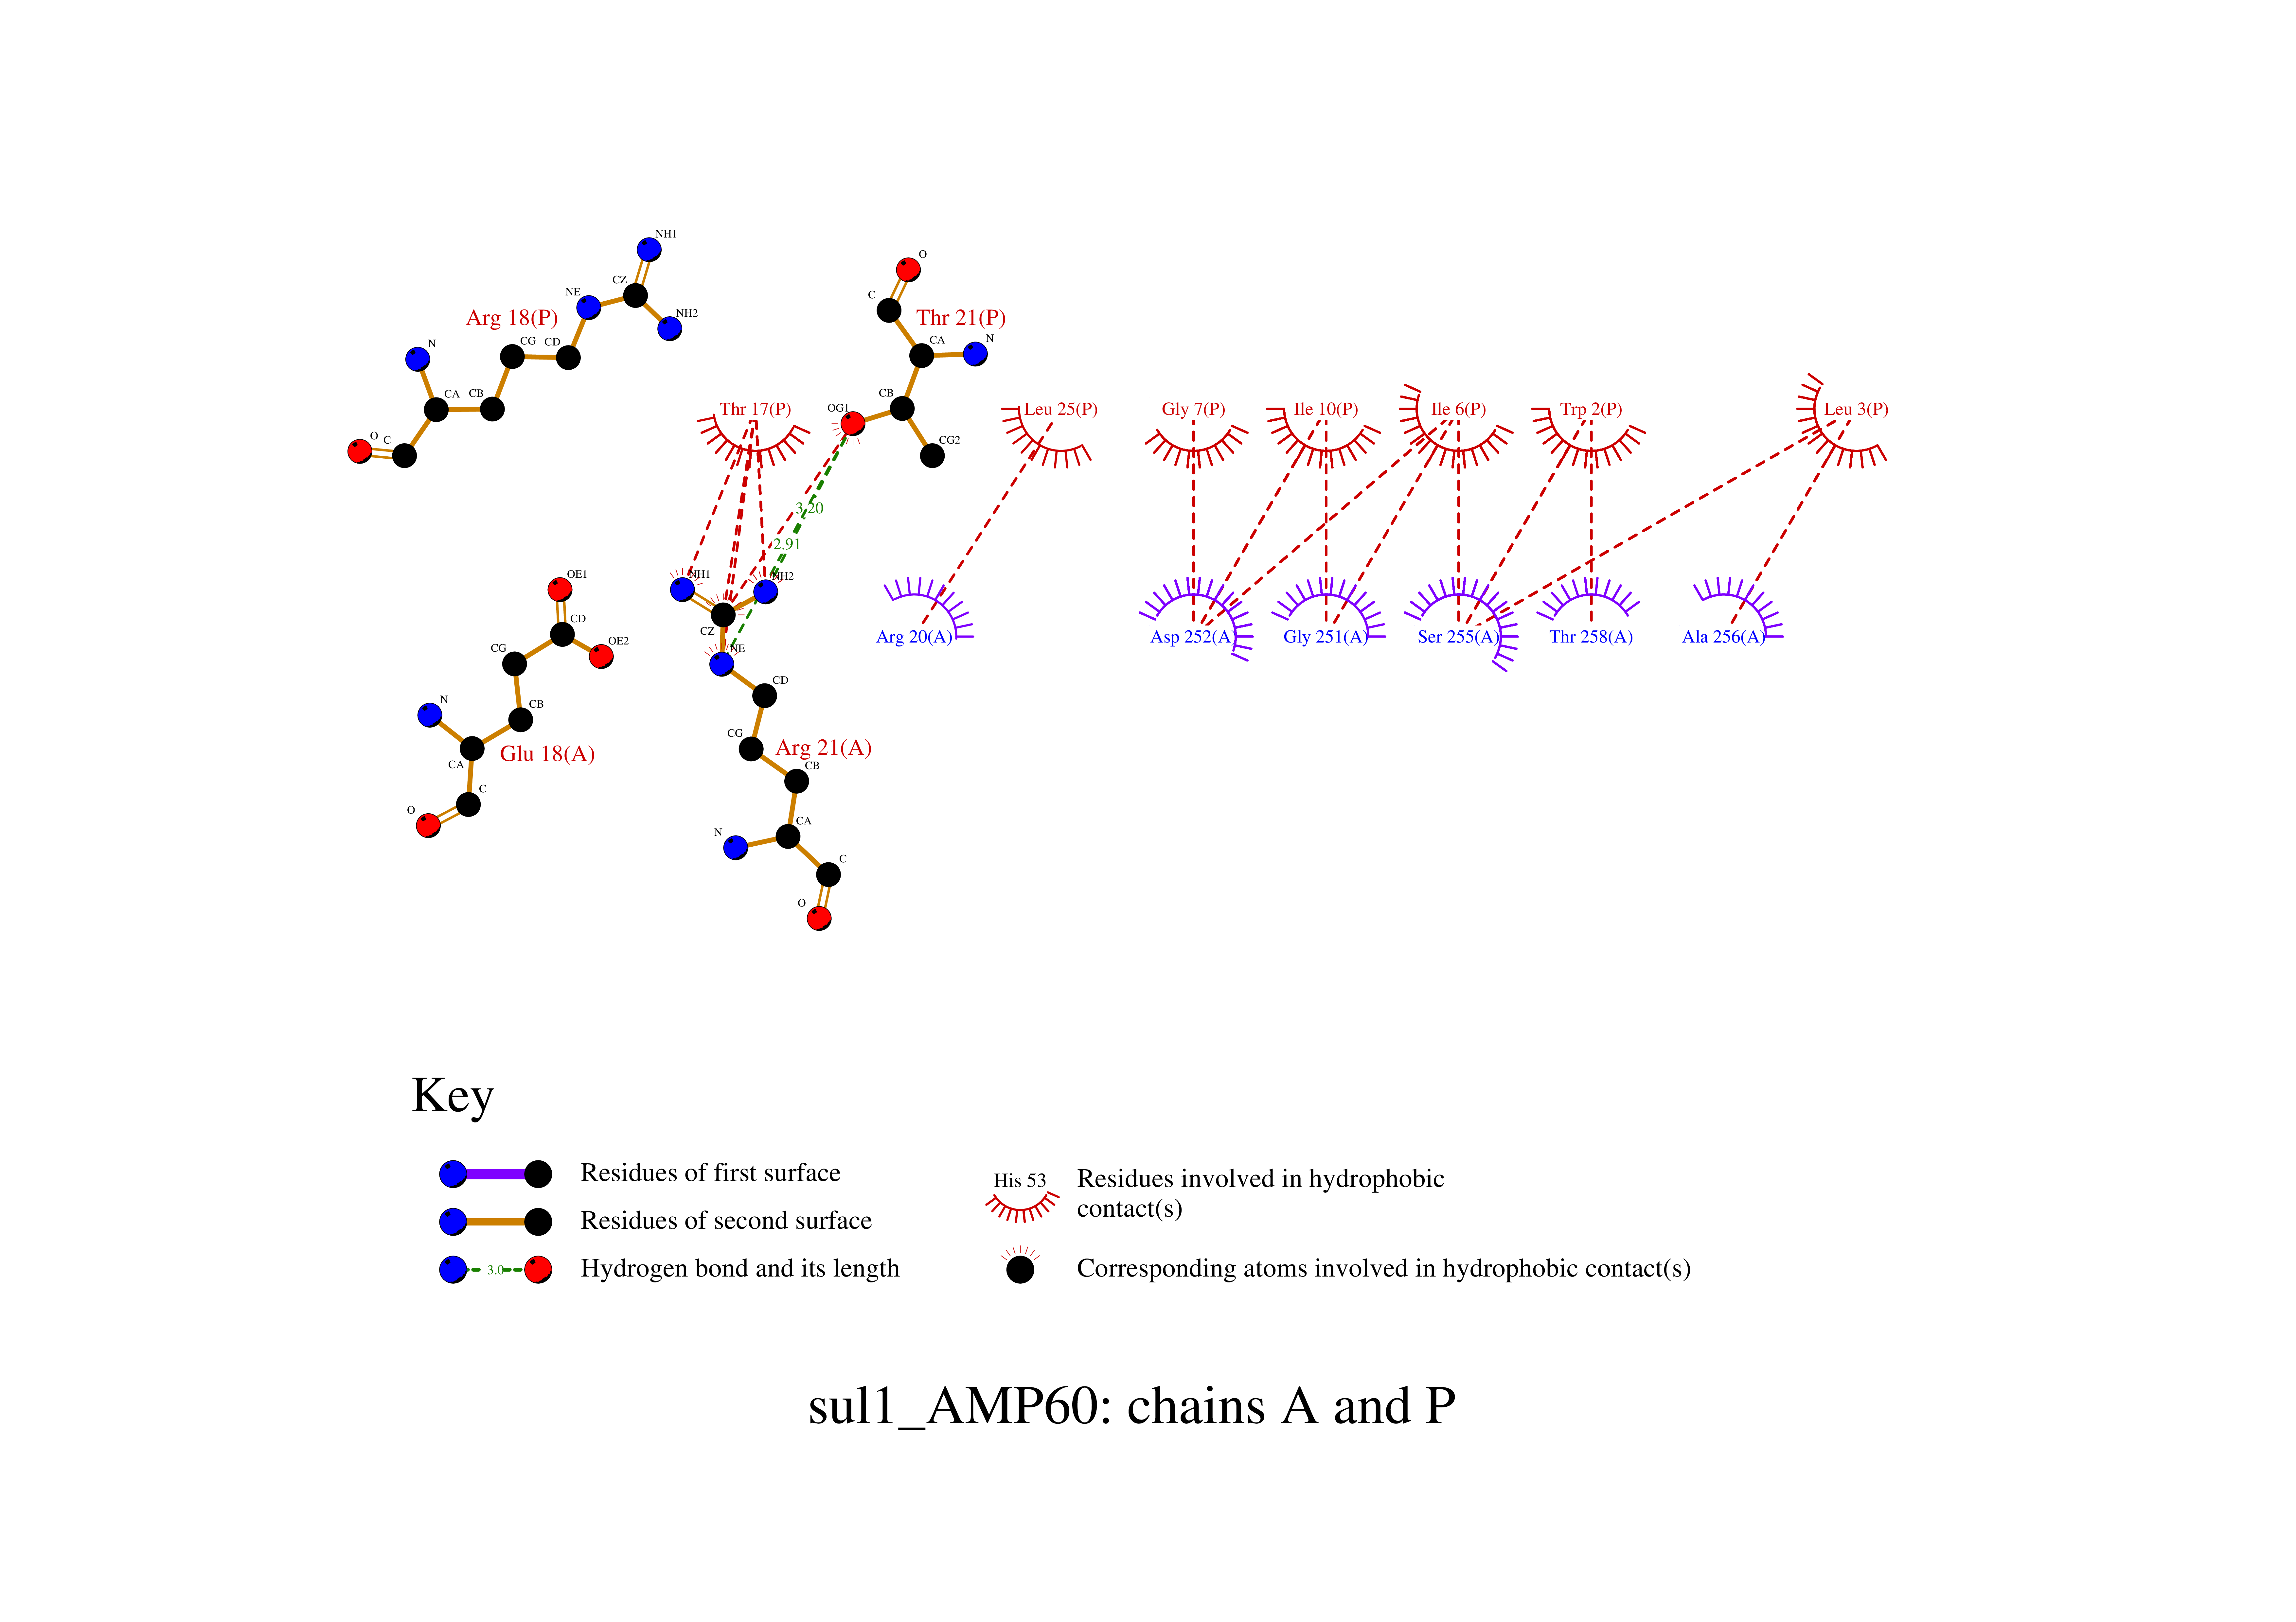 NH1
CZ
NE
NH2
Arg 18(P)
CG CD
N
CA CB
O C
O
C
Thr 21(P)
N
CA
CB
OG1
CG2
Thr 17(P)
Leu 25(P)
Gly 7(P)
Ile 10(P)
Ile 6(P)
Trp 2(P)
Leu 3(P)
3.20
2.91
OE1
CD
OE2
CG
N
CB
Glu 18(A)
CA
C
O
NH1
NH2
CZ
NE
CD
CG
Arg 21(A)
CB
CA
N
C
O
Arg 20(A)
Asp 252(A)
Gly 251(A)
Ser 255(A)
Thr 258(A)
Ala 256(A)
Key
Residues of first surface
Residues of second surface
3.0
Hydrogen bond and its length
His 53
Residues involved in hydrophobic
contact(s)
Corresponding atoms involved in hydrophobic contact(s)
sul1_AMP60: chains A and P